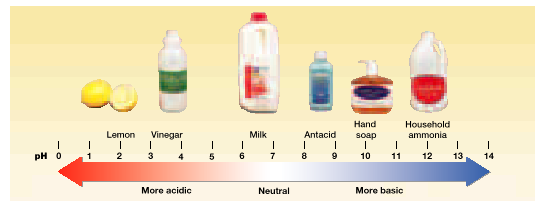 Lemon Vinegar Milk Antacid Hand soap Household ammonia
pH 0 1 2 3 4 5 6 7 8 9 10 11 12 13 14
More acidic Neutral More basic